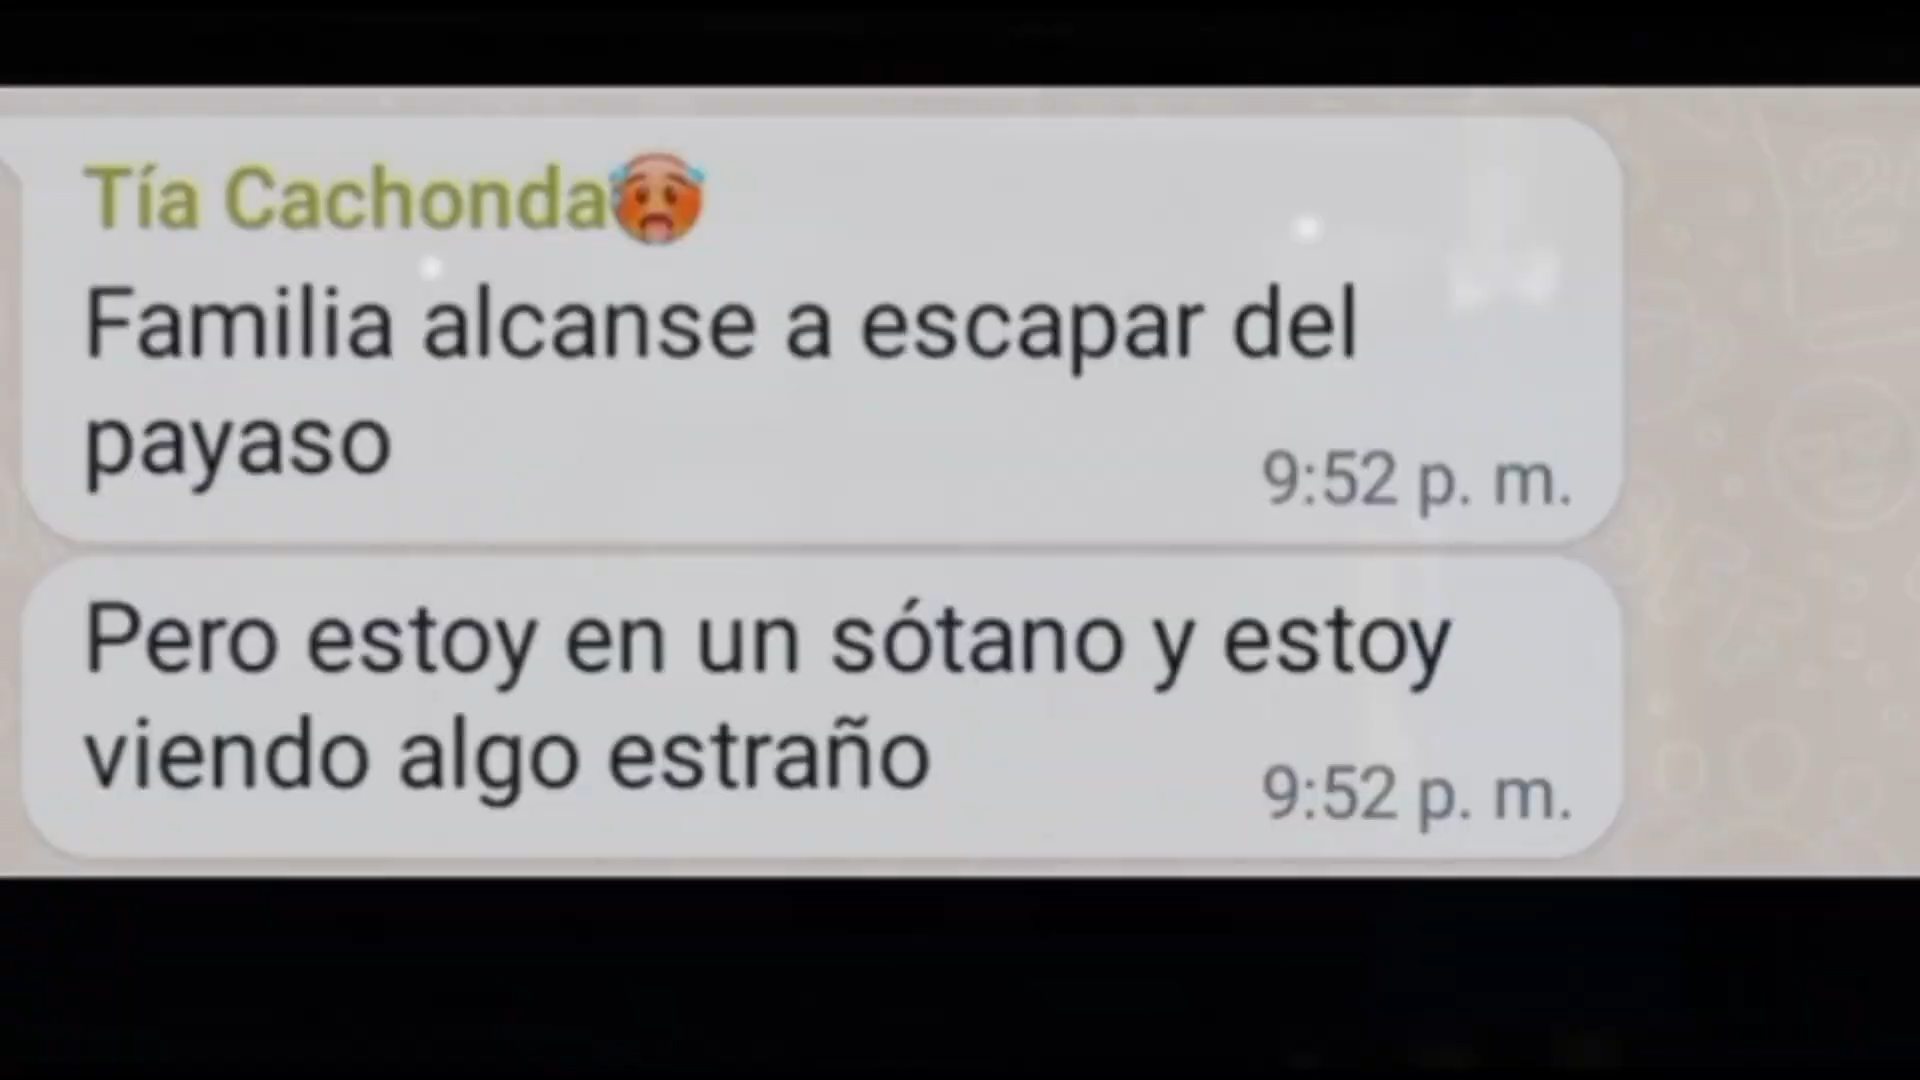 Tía Cachonda🥵
Familia alcanse a escapar del
payaso
9:52 p. m.
Pero estoy en un sótano y estoy
viendo algo estraño
9:52 p. m.